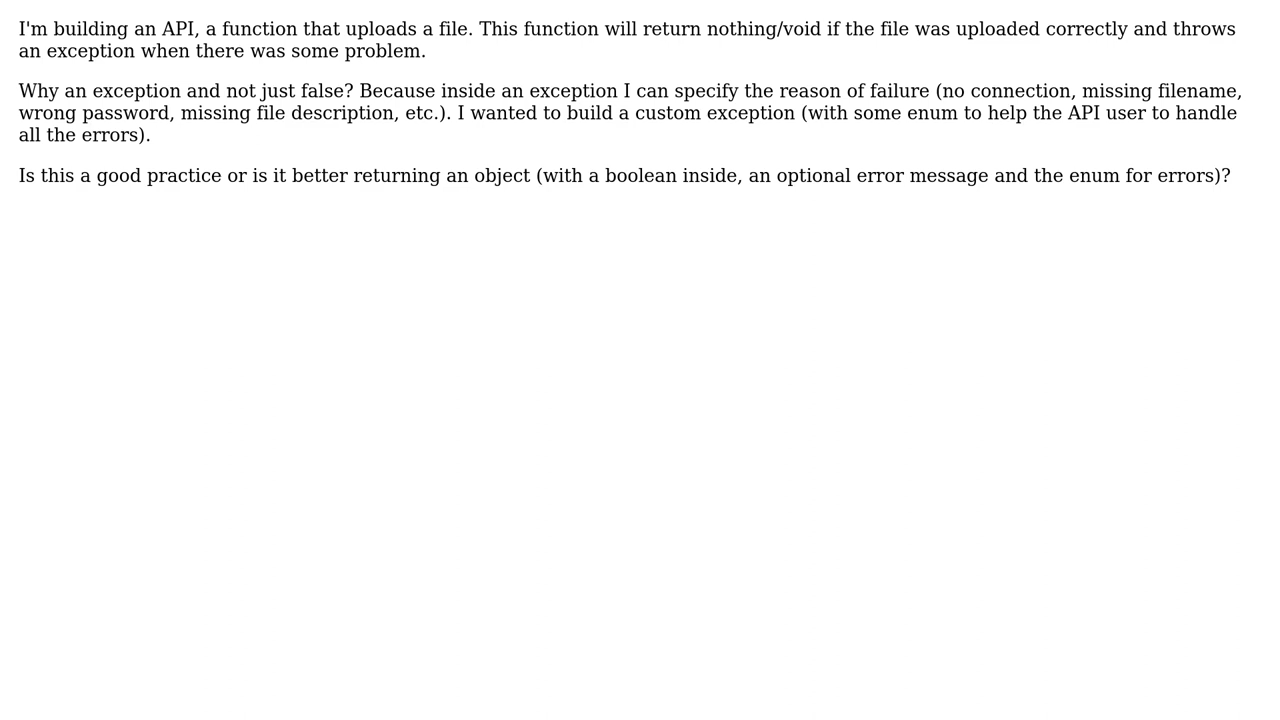 I'm building an API, a function that uploads a file. This function will return nothing/void if the file was uploaded correctly and throws
an exception when there was some problem.
Why an exception and not just false? Because inside an exception I can specify the reason of failure (no connection, missing filename,
wrong password, missing file description, etc.). I wanted to build a custom exception (with some enum to help the API user to handle
all the errors).
Is this a good practice or is it better returning an object (with a boolean inside, an optional error message and the enum for errors)?